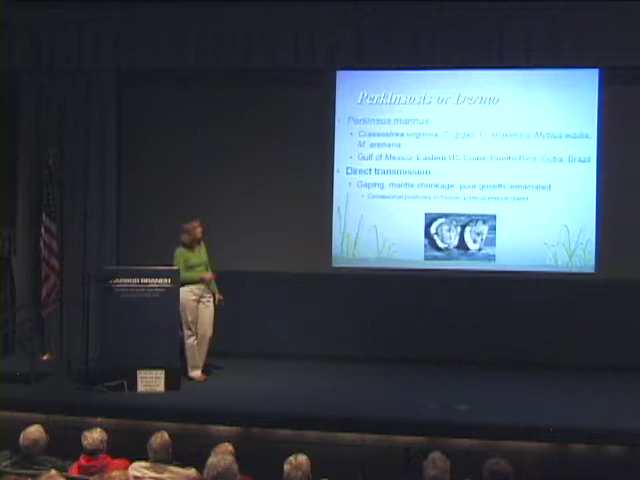 Perkinsosis or Dermo
Perkinsus marinus
Crassostrea virginica, C. gigas, C. ariakensis, Mytilus edulis,
M. arenaria
Gulf of Mexico, Eastern US Coast, Puerto Rico, Cuba, Brazil
Direct transmission
Gaping, mantle shrinkage, poor growth, emaciated
HARBOR BRANCH